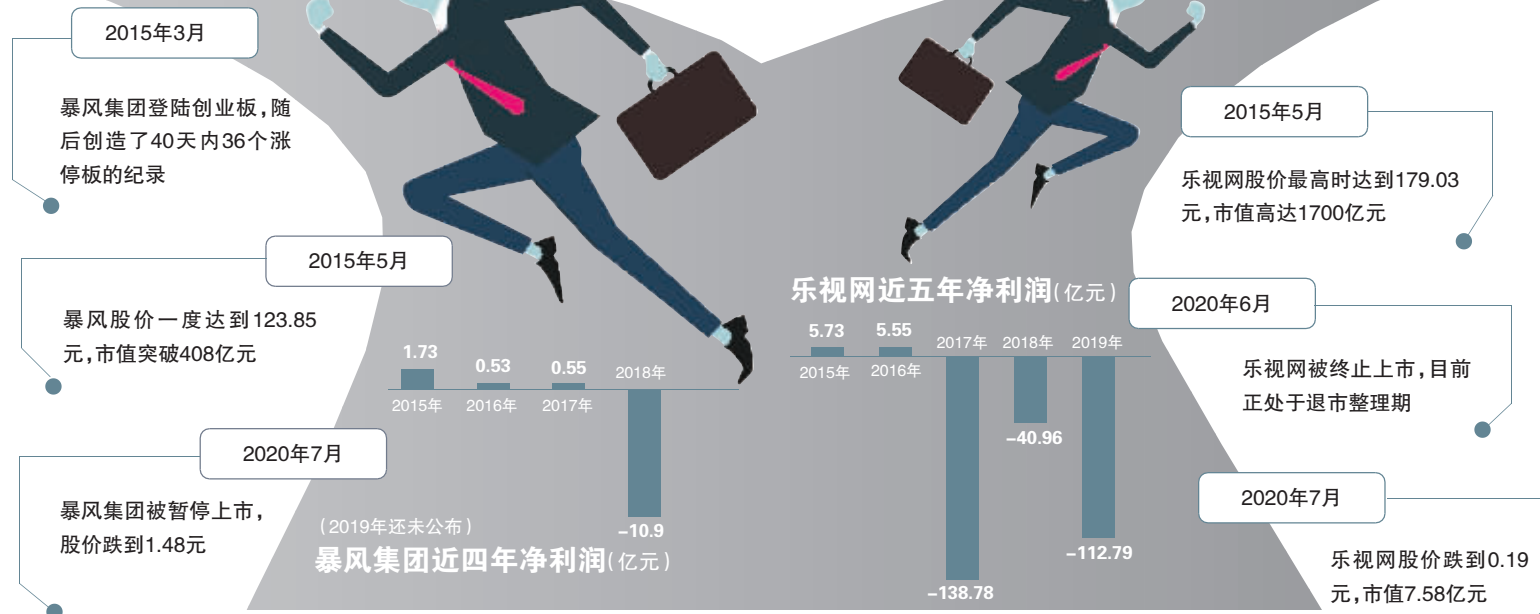 2015年3月
暴风集团登陆创业板，随
后创造了40天内36个涨
停板的纪录
2015年5月
暴风股价一度达到123.85
元，市值突破408亿元
2020年7月
暴风集团被暂停上市，
股价跌到1.48元
1.73
0.53
0.55
2018年
2015年
2016年
2017年
-10.9
（2019年还未公布）
暴风集团近四年净利润（亿元）
乐视网近五年净利润（亿元）
5.73
5.55
2017年
2018年
2019年
2015年
2016年
-40.96
-112.79
-138.78
2015年5月
乐视网股价最高时达到179.03
元，市值高达1700亿元
2020年6月
乐视网被终止上市，目前
正处于退市整理期
2020年7月
乐视网股价跌到0.19
元，市值7.58亿元